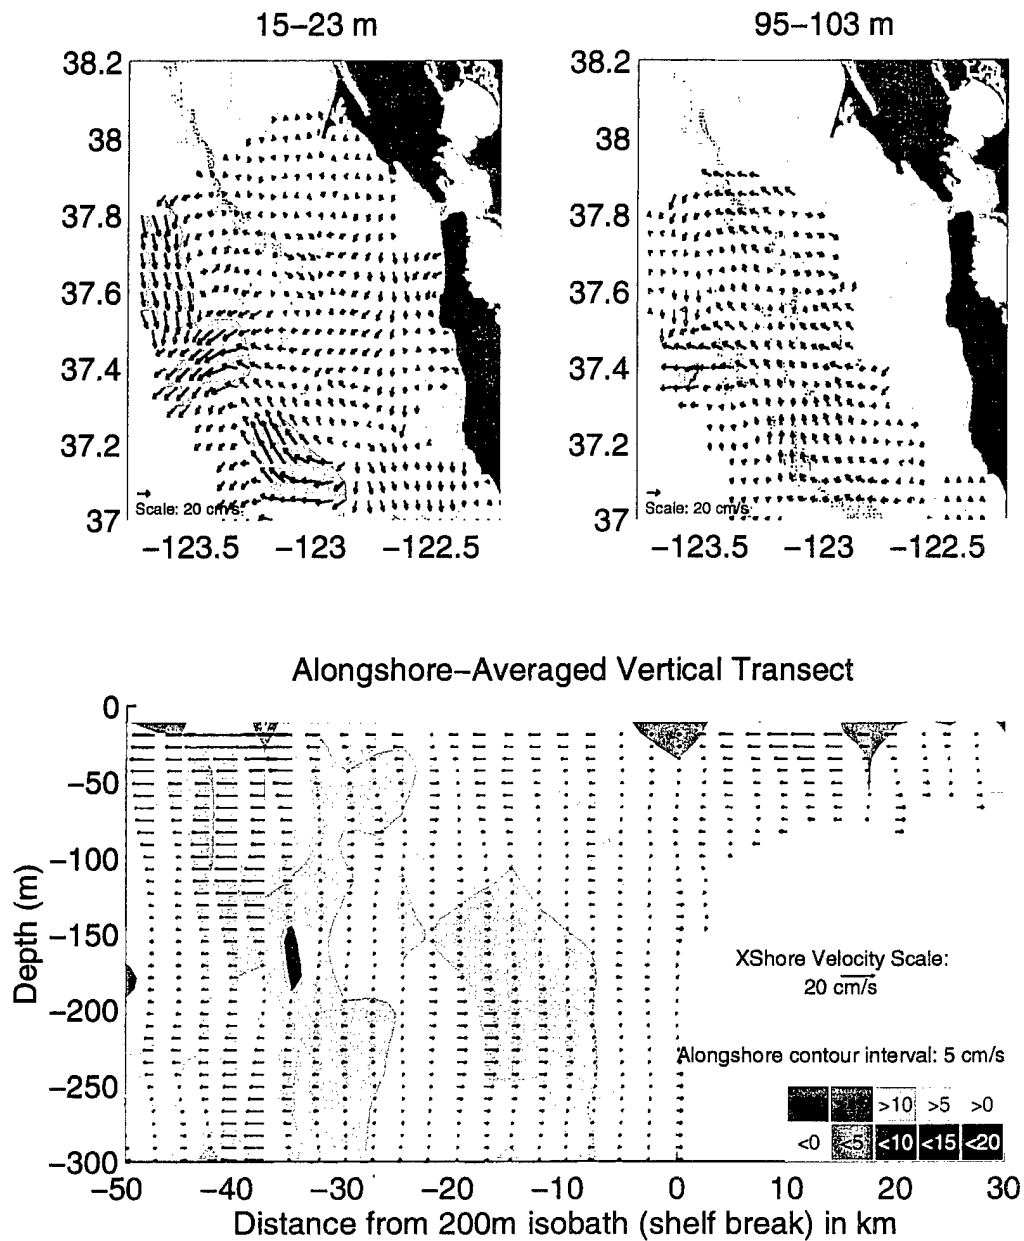 15−23 m
95−103 m
38.2
38
37.8
37.6
37.4
37.2
37
Scale: 20 cm/s
−123.5 −123 −122.5
38.2
38
37.8
37.6
37.4
37.2
37
Scale: 20 cm/s
−123.5 −123 −122.5
Alongshore−Averaged Vertical Transect
0
−50
−100
−150
−200
−250
−300
Depth (m)
XShore Velocity Scale:
20 cm/s
Alongshore contour interval: 5 cm/s
>10 >5 >0
<0 <5 <10 <15 <20
−50 −40 −30 −20 −10 0 10 20 30
Distance from 200m isobath (shelf break) in km